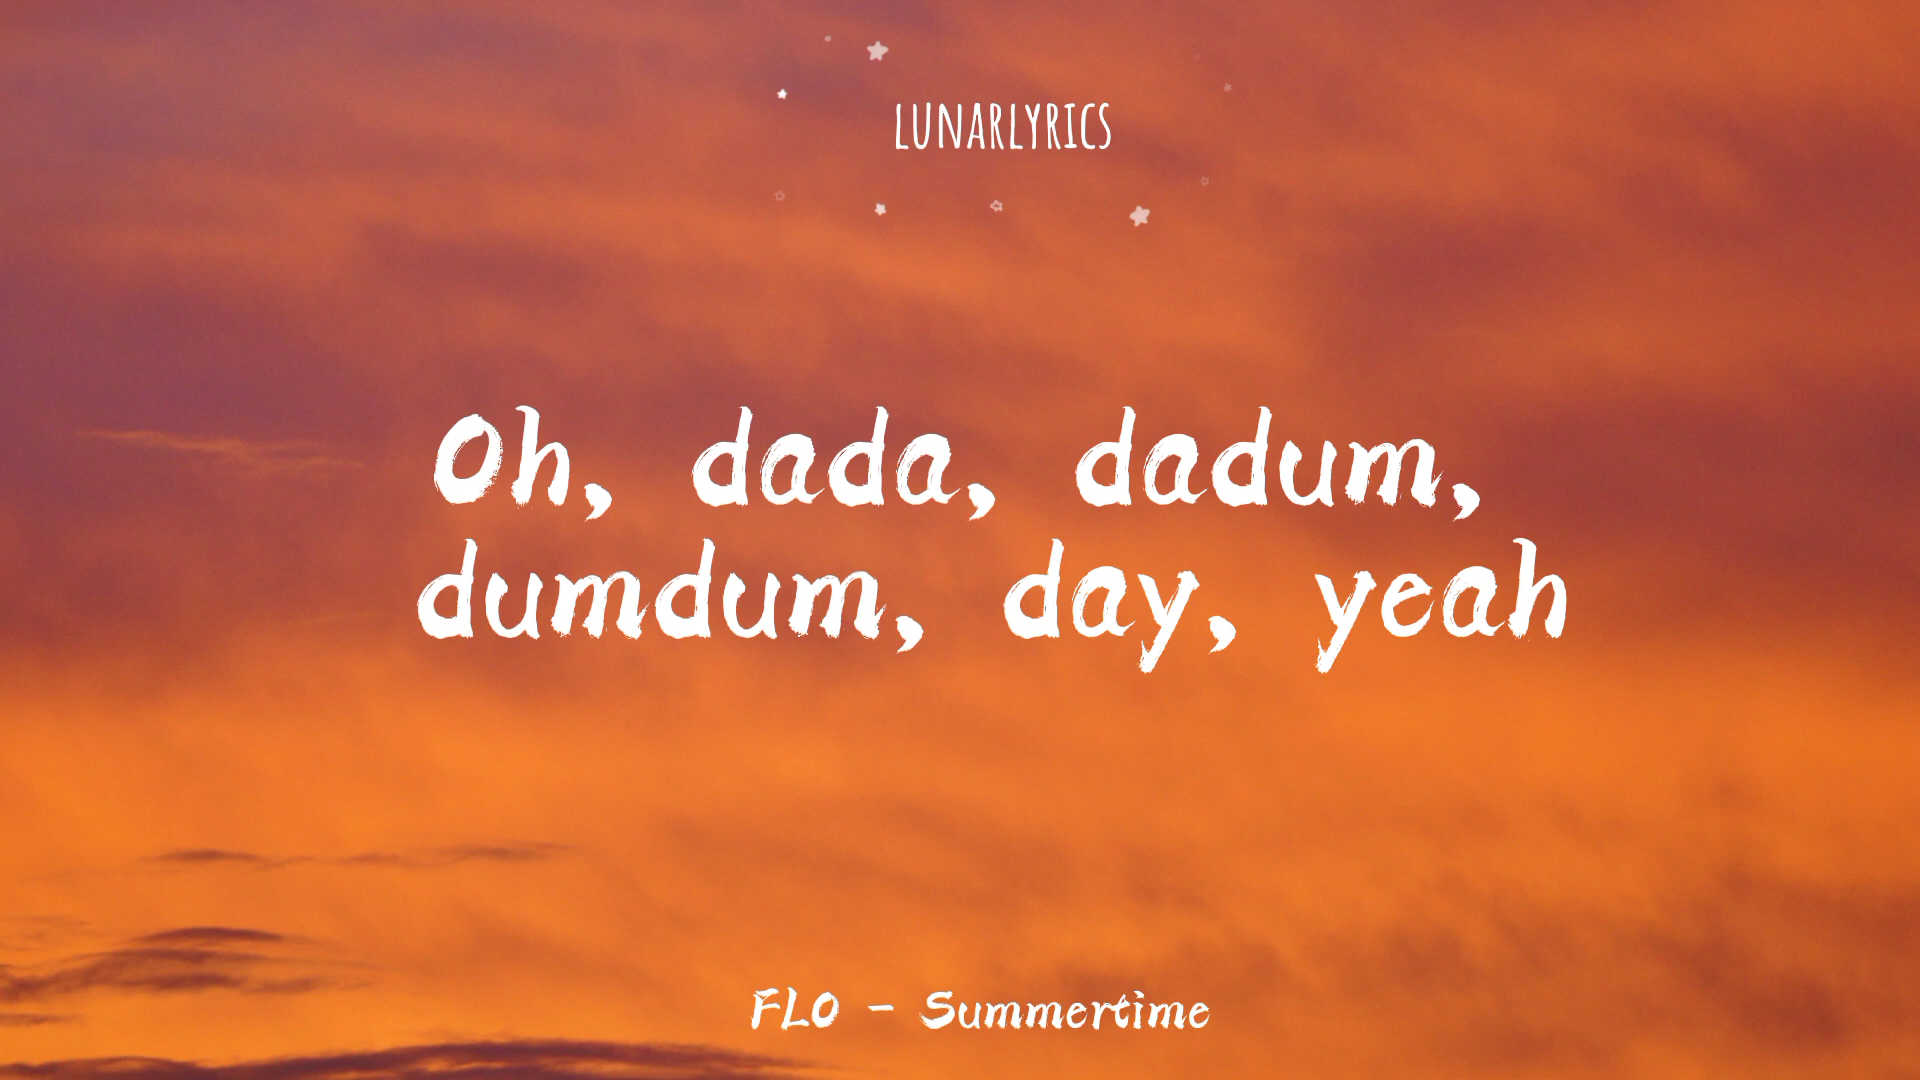 LUNARLYRICS
Oh, dada, dadum,
dumdum, day, yeah
FLO - Summertime